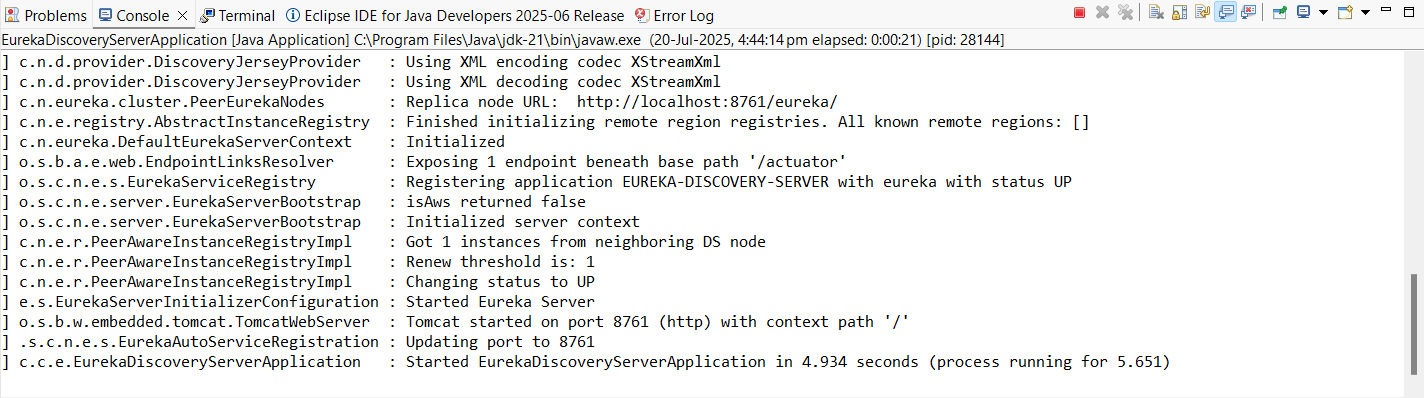 Problems Console Terminal Eclipse IDE for Java Developers 2025-06 Release Error Log
EurekaDiscoveryServerApplication [Java Application] C:\Program Files\Java\jdk-21\bin\javaw.exe (20-Jul-2025, 4:44:14 pm elapsed: 0:00:21) [pid: 28144]
] c.n.d.provider.DiscoveryJerseyProvider : Using XML encoding codec XStreamXml
] c.n.d.provider.DiscoveryJerseyProvider : Using XML decoding codec XStreamXml
] c.n.eureka.cluster.PeerEurekaNodes : Replica node URL: http://localhost:8761/eureka/
] c.n.e.registry.AbstractInstanceRegistry : Finished initializing remote region registries. All known remote regions: []
] c.n.eureka.DefaultEurekaServerContext : Initialized
] o.s.b.a.e.web.EndpointLinksResolver : Exposing 1 endpoint beneath base path '/actuator'
] o.s.c.n.e.s.EurekaServiceRegistry : Registering application EUREKA-DISCOVERY-SERVER with eureka with status UP
] o.s.c.n.e.server.EurekaServerBootstrap : isAws returned false
] o.s.c.n.e.server.EurekaServerBootstrap : Initialized server context
] c.n.e.r.PeerAwareInstanceRegistryImpl : Got 1 instances from neighboring DS node
] c.n.e.r.PeerAwareInstanceRegistryImpl : Renew threshold is: 1
] c.n.e.r.PeerAwareInstanceRegistryImpl : Changing status to UP
] e.s.EurekaServerInitializerConfiguration : Started Eureka Server
] o.s.b.w.embedded.tomcat.TomcatWebServer : Tomcat started on port 8761 (http) with context path '/'
] .s.c.n.e.s.EurekaAutoServiceRegistration : Updating port to 8761
] c.c.e.EurekaDiscoveryServerApplication : Started EurekaDiscoveryServerApplication in 4.934 seconds (process running for 5.651)